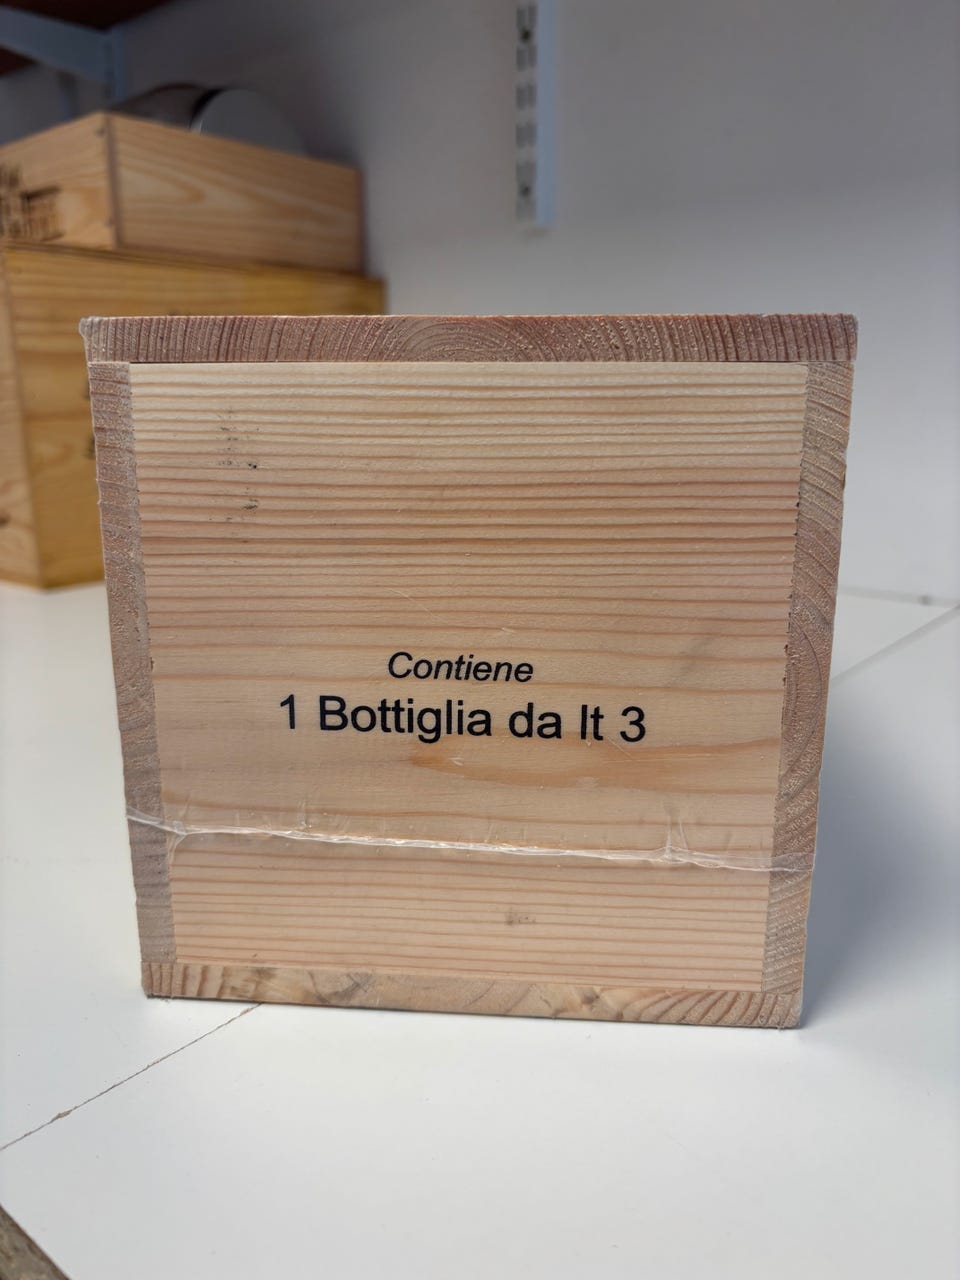 Contiene
1 Bottiglia da lt 3